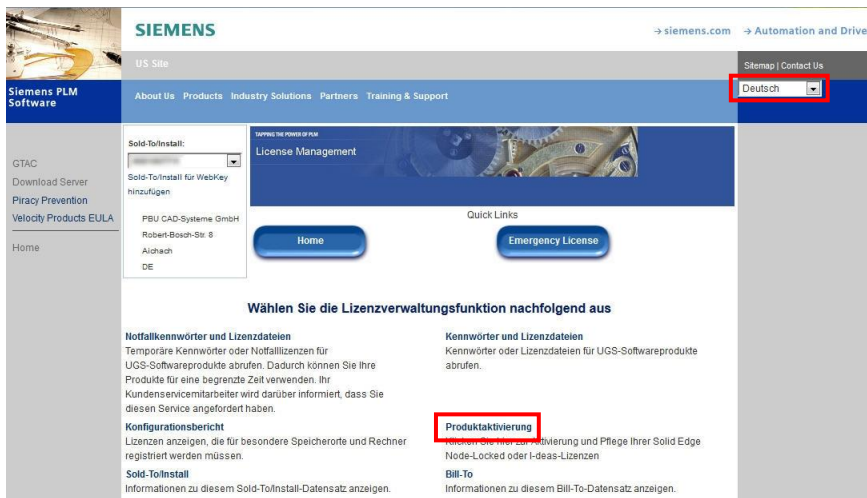 SIEMENS
→ siemens.com → Automation and Drive
US Site
Sitemap | Contact Us
Siemens PLM
Software
About Us Products Industry Solutions Partners Training & Support
Deutsch
GTAC
Download Server
Piracy Prevention
Velocity Products EULA
Home
Sold-To/Install:
Sold-To/Install für WebKey
hinzufügen
PBU CAD-Systeme GmbH
Robert-Bosch-Str. 8
Aichach
DE
TAPPING THE POWER OF PLM
License Management
Quick Links
Home
Emergency License
Wählen Sie die Lizenzverwaltungsfunktion nachfolgend aus
Notfallkennwörter und Lizenzdateien
Temporäre Kennwörter oder Notfalllizenzen für
UGS-Softwareprodukte abrufen. Dadurch können Sie Ihre
Produkte für eine begrenzte Zeit verwenden. Ihr
Kundenservicemitarbeiter wird darüber informiert, dass Sie
diesen Service angefordert
haben.
Kennwörter und Lizenzdateien
Kennwörter oder Lizenzdateien für UGS-Softwareprodukte
abrufen.
Konfigurationsbericht
Lizenzen anzeigen, die für besondere Speicherorte und Rechner
registriert werden müssen.
Produktaktivierung
Klicken Sie hier zur Aktivierung und Pflege Ihrer Solid Edge
Node-Locked oder I-deas-Lizenzen
Sold-To/Install
Informationen zu diesem Sold-To/Install-Datensatz anzeigen.
Bill-To
Informationen zu diesem Bill-To-Datensatz anzeigen.